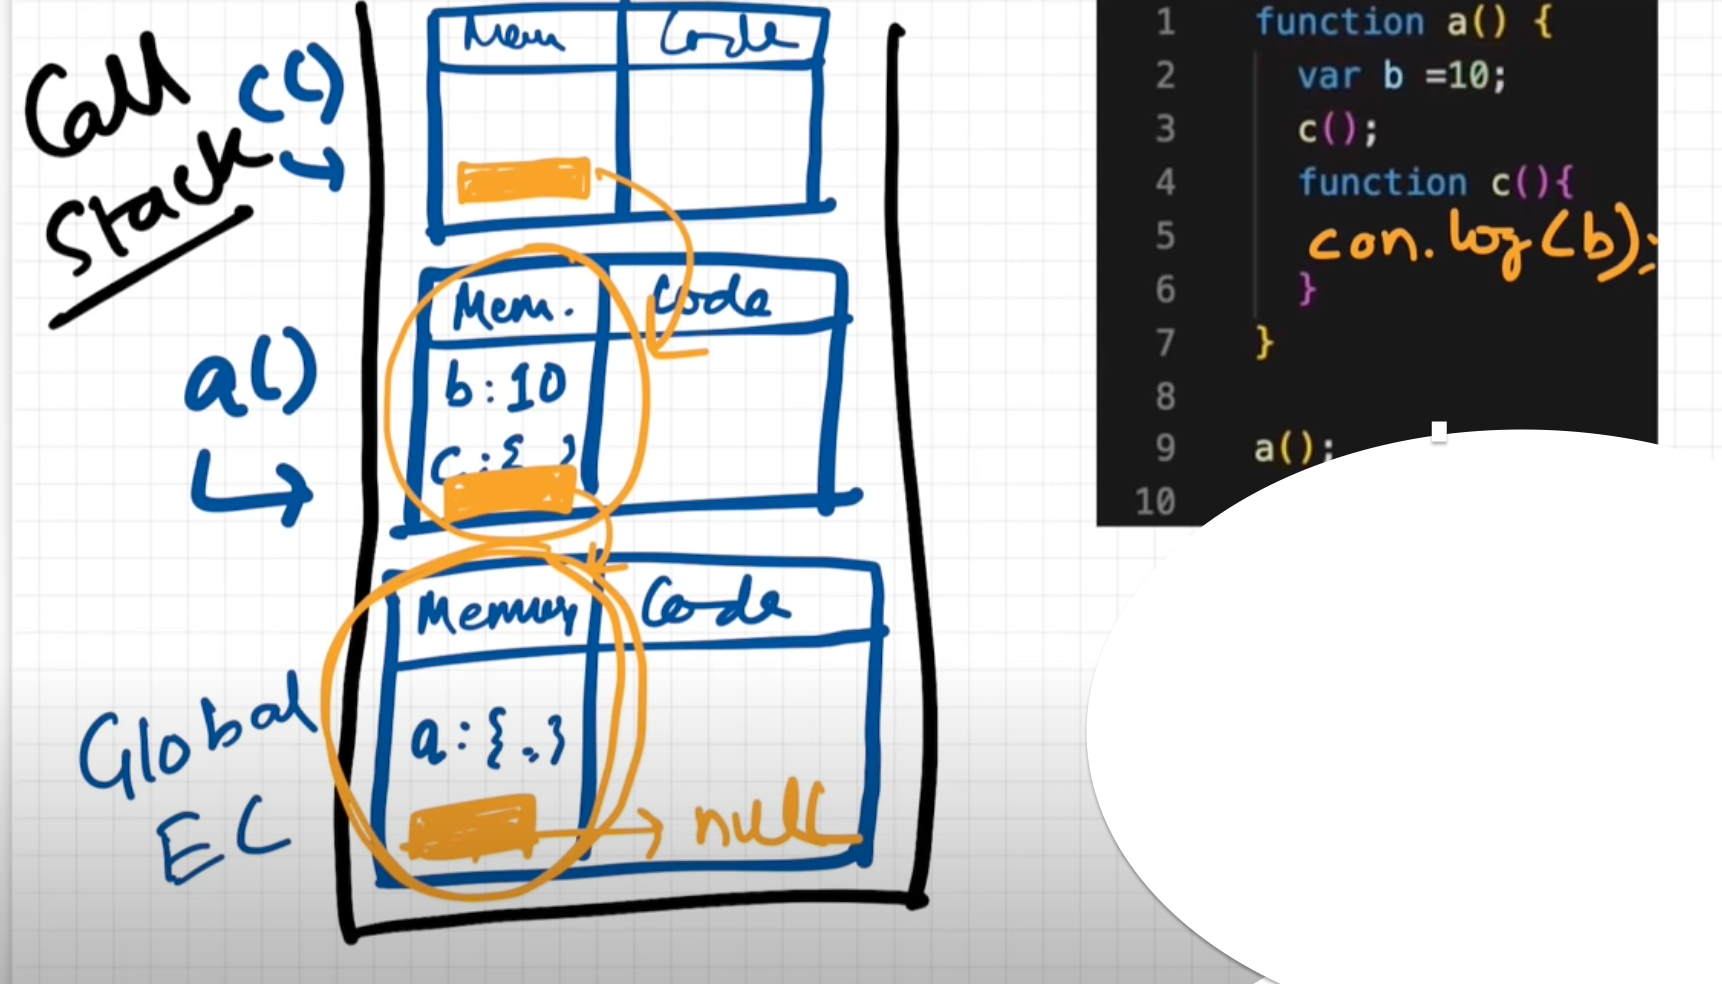 Call
Stack
c()
Mem Code
a()
Mem. Code
b:10
c:{ }
Global
EC
Memory Code
a:{..}
null
1 function a() {
2 var b =10;
3 c();
4 function c(){
5 con.log(b);
6 }
7 }
8
9 a();
10